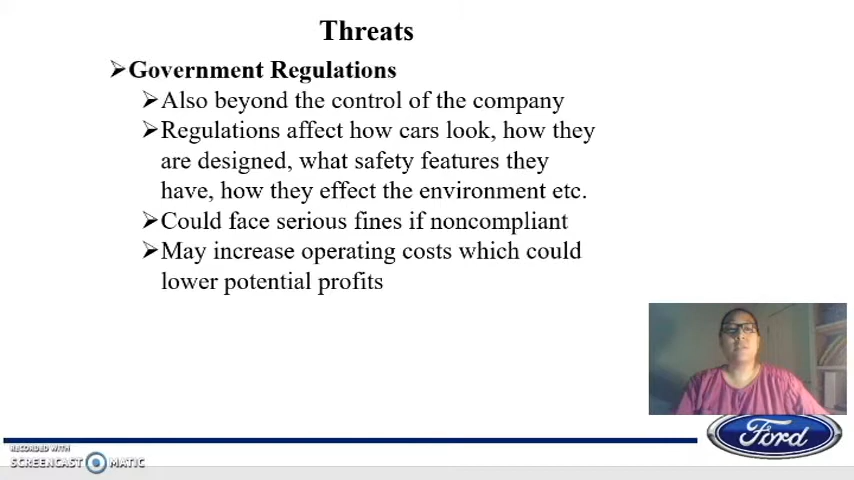 Threats
➢Government Regulations
➢Also beyond the control of the company
➢Regulations affect how cars look, how they
are designed, what safety features they
have, how they effect the environment etc.
➢Could face serious fines if noncompliant
➢May increase operating costs which could
lower potential profits
Ford
RECORDED WITH
SCREENCAST MATIC